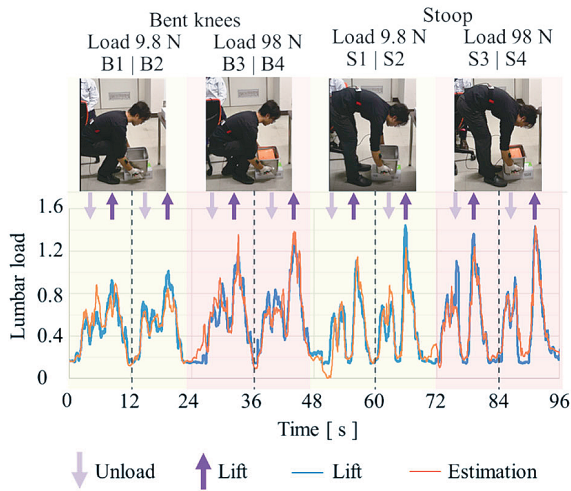 Bent knees Stoop
Load 9.8 N Load 98 N Load 9.8 N Load 98 N
B1 | B2 B3 | B4 S1 | S2 S3 | S4
1.6
1.2
0.8
0.4
0
Lumbar load
0 12 24 36 48 60 72 84 96
Time [ s ]
Unload Lift Lift Estimation